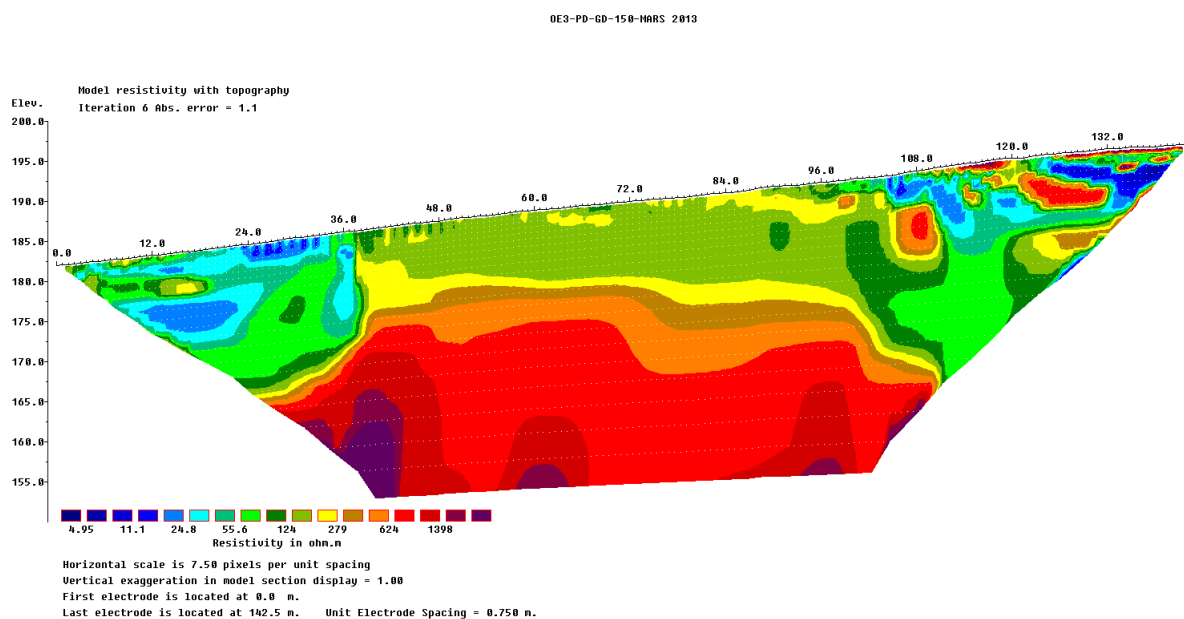 OE3-PD-GD-150-MARS 2013
Model resistivity with topography
Iteration 6 Abs. error = 1.1
Elev.
200.0
195.0
190.0
185.0
180.0
175.0
170.0
165.0
160.0
155.0
0.0 12.0 24.0 36.0 48.0 60.0 72.0 84.0 96.0 108.0 120.0 132.0
4.95 11.1 24.8 55.6 124 279 624 1398
Resistivity in ohm.m
Horizontal scale is 7.50 pixels per unit spacing
Vertical exaggeration in model section display = 1.00
First electrode is located at 0.0 m.
Last electrode is located at 142.5 m. Unit Electrode Spacing = 0.750 m.